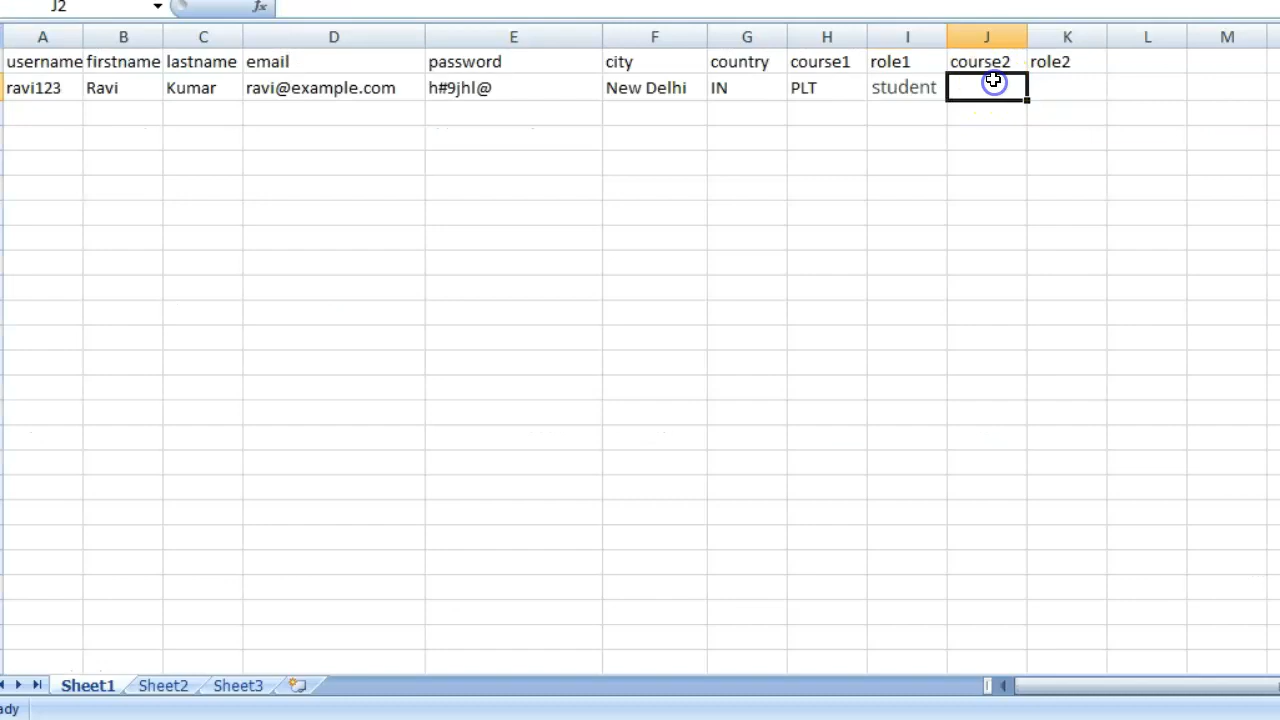 J2 fx
A B C D E F G H I J K L M
username firstname lastname email password city country course1 role1 course2 role2
ravi123 Ravi Kumar ravi@example.com h#9jhl@ New Delhi IN PLT student
Sheet1 Sheet2 Sheet3
ady